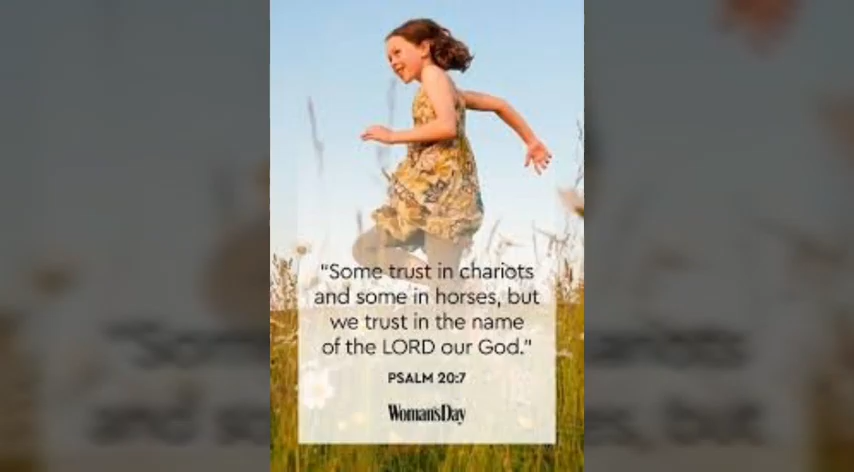 “Some trust in chariots
and some in horses, but
we trust in the name
of the LORD our God.”
PSALM 20:7
Woman'sDay